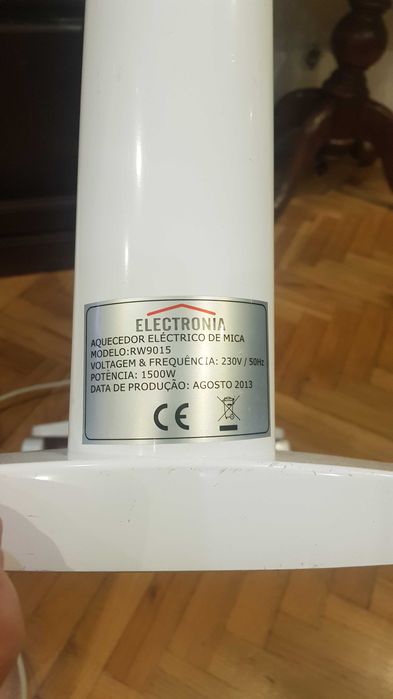 ELECTRONIA
AQUECEDOR ELÉCTRICO DE MICA
MODELO:RW9015
VOLTAGEM & FREQUÊNCIA: 230V / 50Hz
POTÊNCIA: 1500W
DATA DE PRODUÇÃO: AGOSTO 2013
CE